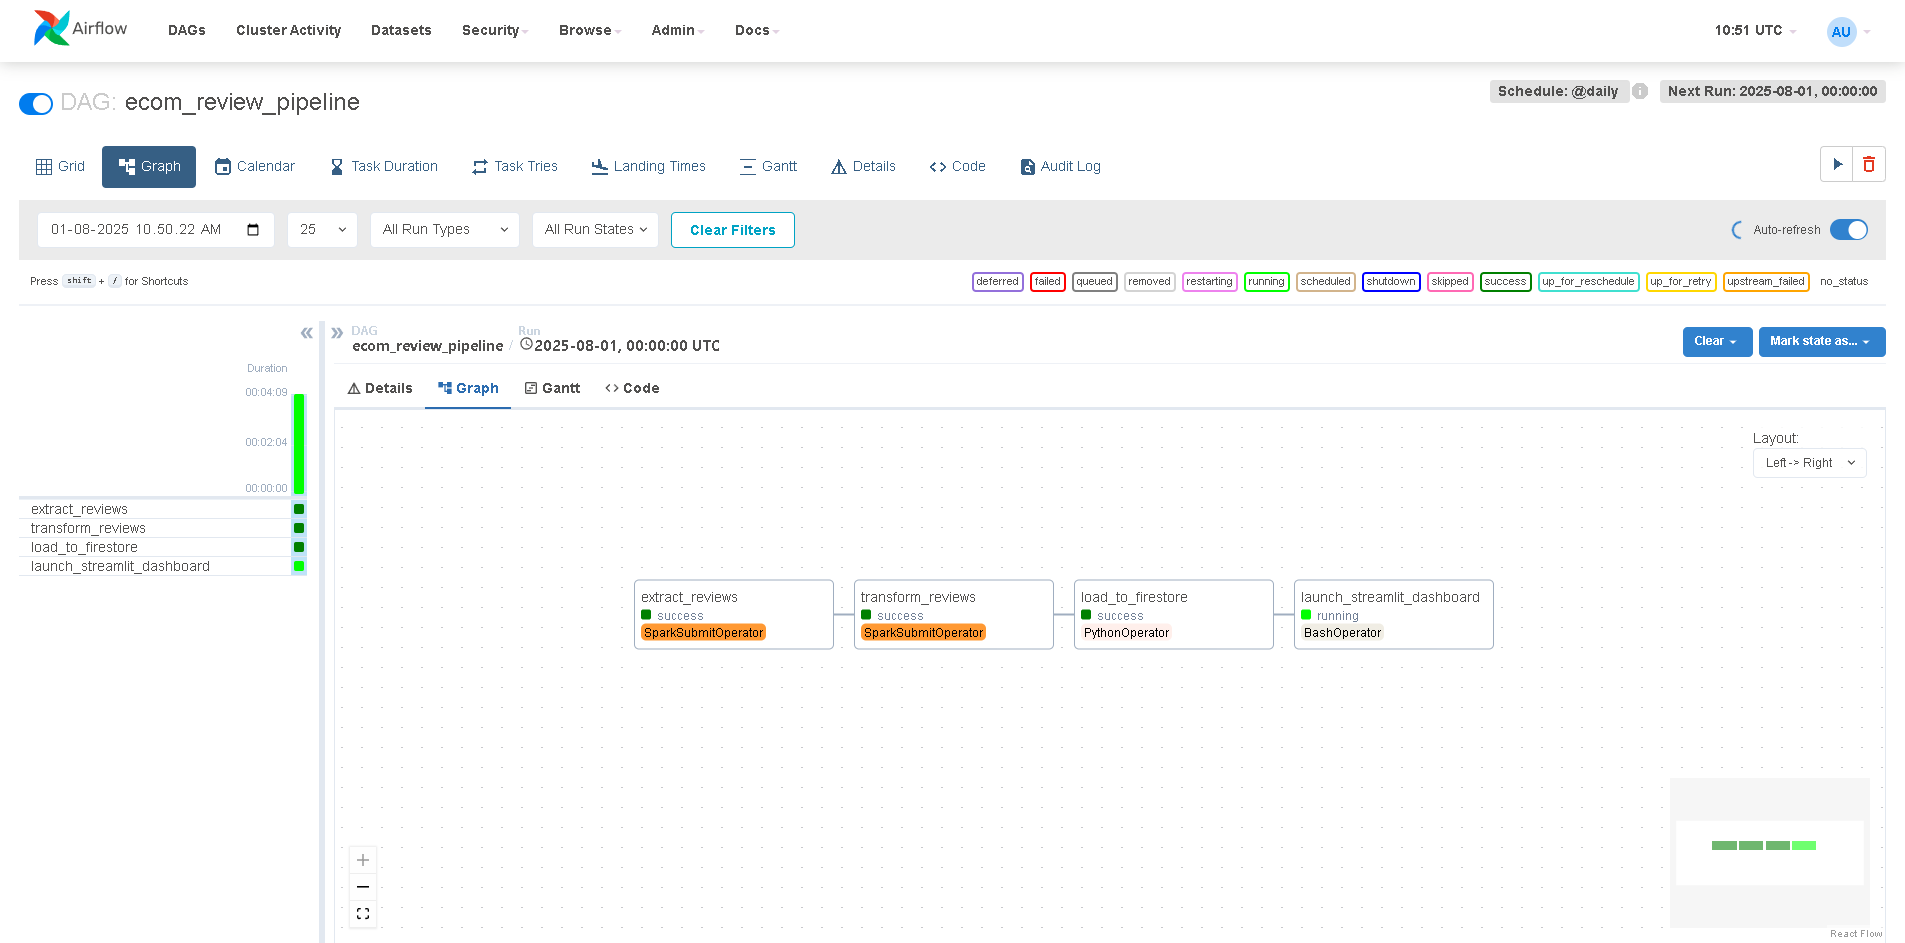 Airflow DAGs Cluster Activity Datasets Security Browse Admin Docs 10:51 UTC AU
DAG: ecom_review_pipeline Schedule: @daily i Next Run: 2025-08-01, 00:00:00
Grid Graph Calendar Task Duration Task Tries Landing Times Gantt Details Code Audit Log
01-08-2025 10.50.22 AM 25 All Run Types All Run States Clear Filters Auto-refresh
Press shift + / for Shortcuts deferred failed queued removed restarting running scheduled shutdown skipped success up_for_reschedule up_for_retry upstream_failed no_status
DAG Run
ecom_review_pipeline / 2025-08-01, 00:00:00 UTC Clear Mark state as...
Details Graph Gantt Code
Duration
00:04:09
00:02:04
00:00:00
extract_reviews
transform_reviews
load_to_firestore
launch_streamlit_dashboard
Layout:
Left -> Right
extract_reviews
success
SparkSubmitOperator
transform_reviews
success
SparkSubmitOperator
load_to_firestore
success
PythonOperator
launch_streamlit_dashboard
running
BashOperator
React Flow